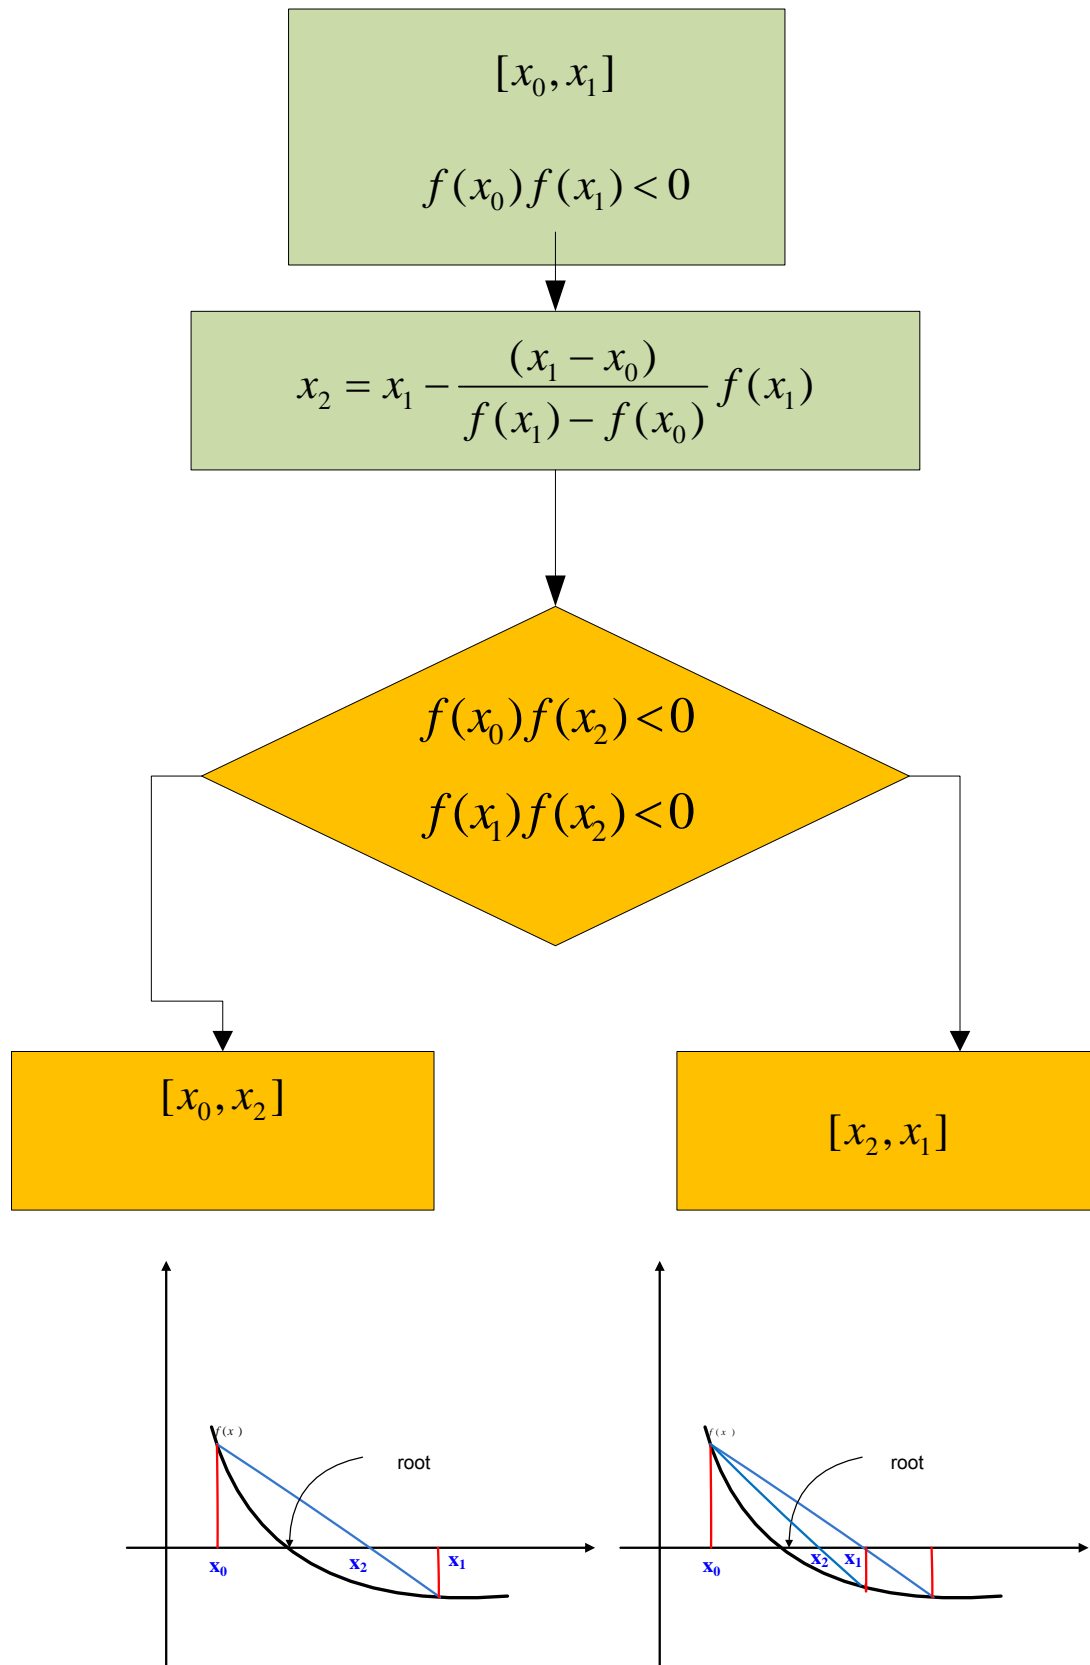 [x₀, x₁]
f(x₀)f(x₁)<0
x₂ = x₁ − (x₁ − x₀) / (f(x₁) − f(x₀)) f(x₁)
f(x₀)f(x₂)<0
f(x₁)f(x₂)<0
[x₀, x₂]
[x₂, x₁]
f(x)
root
x₀
x₂
x₁
f(x)
root
x₀
x₂
x₁